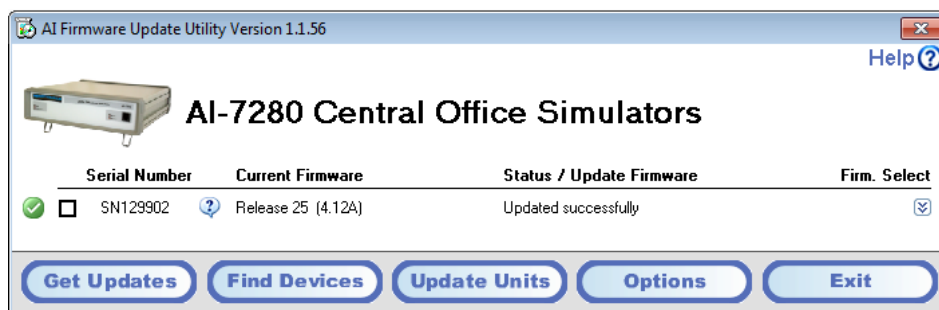 AI Firmware Update Utility Version 1.1.56
Help
AI-7280 Central Office Simulators
Serial Number Current Firmware Status / Update Firmware Firm. Select
SN129902 Release 25 (4.12A) Updated successfully
Get Updates Find Devices Update Units Options Exit